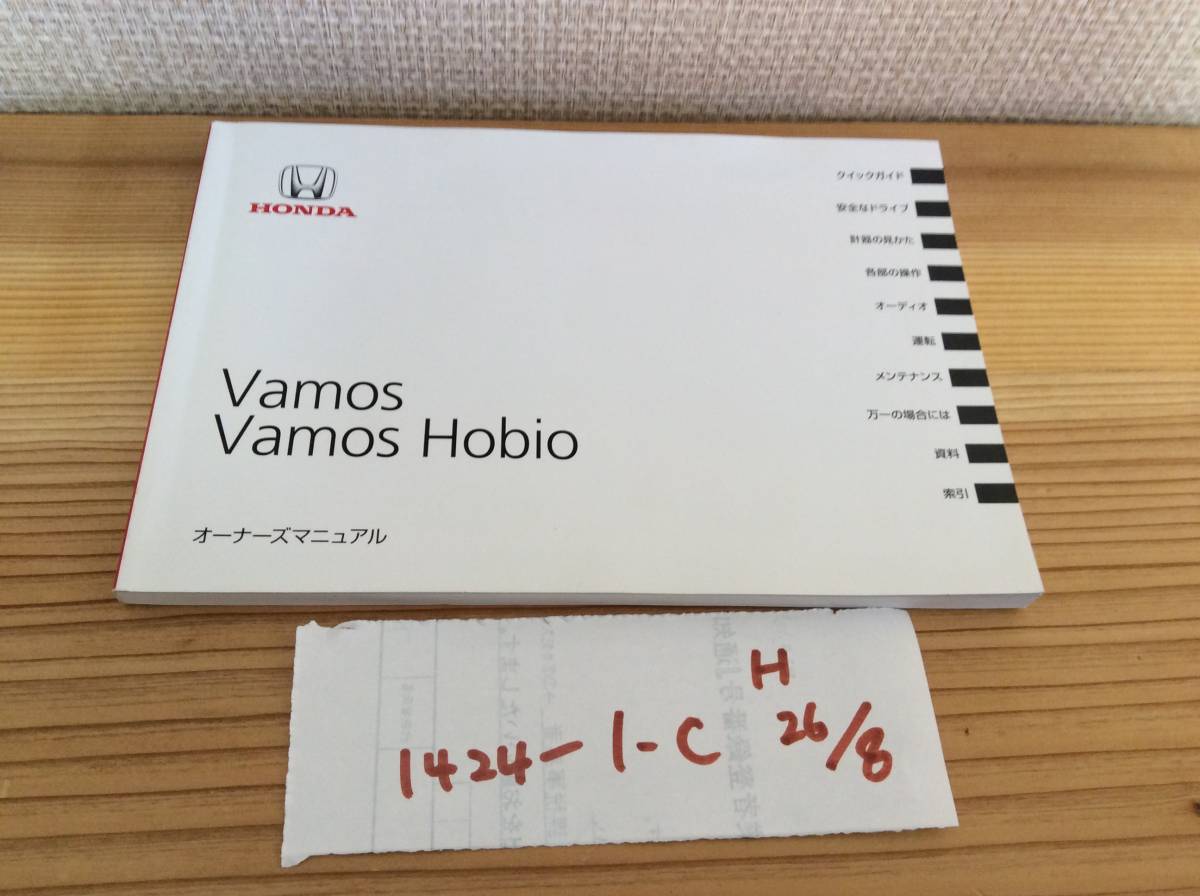 HONDA
クイックガイド
安全なドライブ
計器の見かた
各部の操作
オーディオ
運転
メンテナンス
万一の場合には
資料
索引
Vamos
Vamos Hobio
オーナーズマニュアル
H
1424-1-C 26/8